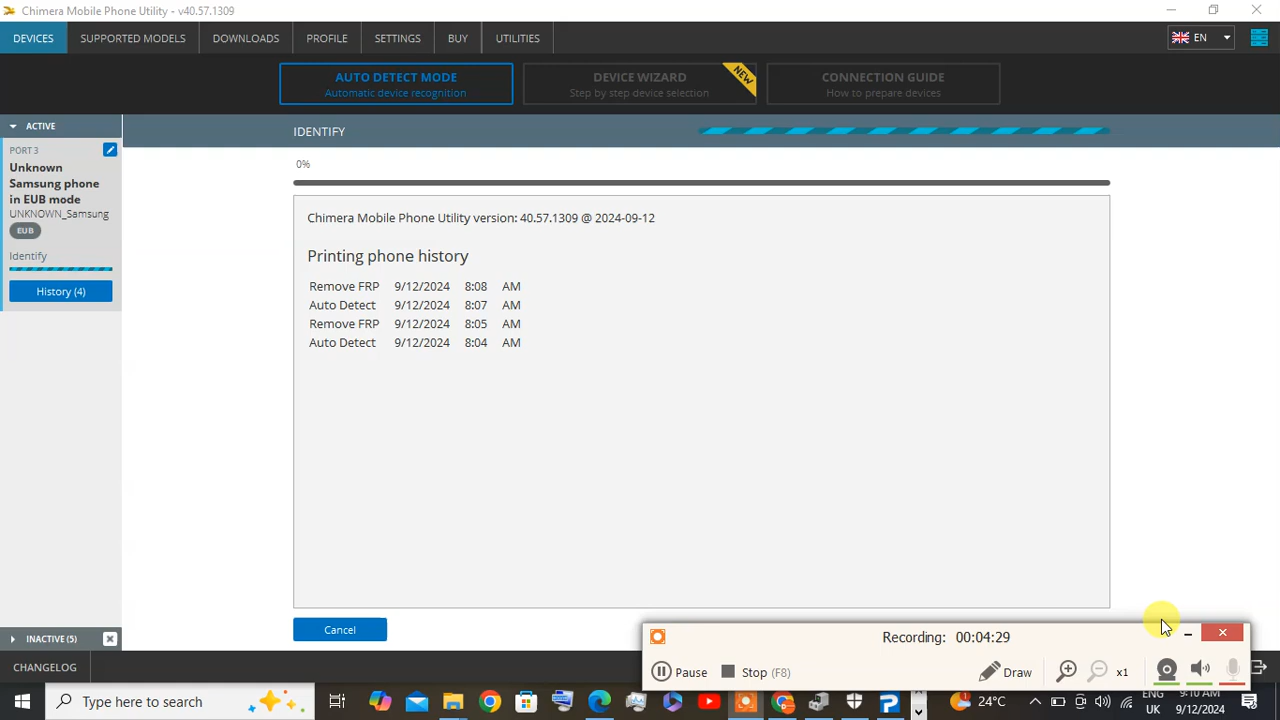 Chimera Mobile Phone Utility - v40.57.1309
DEVICES SUPPORTED MODELS DOWNLOADS PROFILE SETTINGS BUY UTILITIES EN
AUTO DETECT MODE
Automatic device recognition
DEVICE WIZARD
Step by step device selection
NEW
CONNECTION GUIDE
How to prepare devices
ACTIVE
PORT 3
Unknown
Samsung phone
in EUB mode
UNKNOWN_Samsung
EUB
Identify
History (4)
IDENTIFY
0%
Chimera Mobile Phone Utility version: 40.57.1309 @ 2024-09-12
Printing phone history
Remove FRP 9/12/2024 8:08 AM
Auto Detect 9/12/2024 8:07 AM
Remove FRP 9/12/2024 8:05 AM
Auto Detect 9/12/2024 8:04 AM
Cancel
INACTIVE (5)
CHANGELOG
Recording: 00:04:29
Pause Stop (F8) Draw x1
Type here to search
24°C
ENG
UK
9:10 AM
9/12/2024